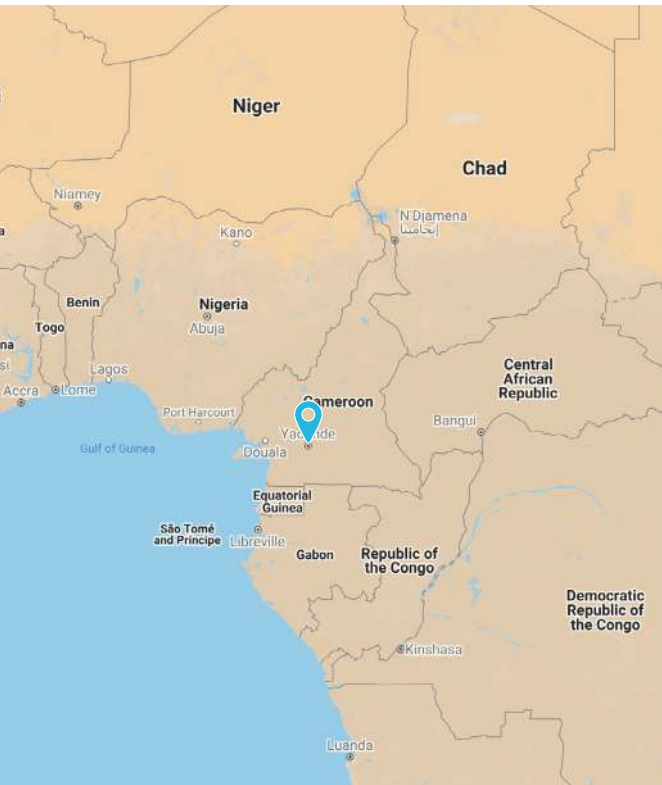 Niger
Chad
Niamey
N'Djamena
إنجامينا
Kano
Benin
Nigeria
Abuja
Togo
Lagos
Accra
Lome
Central
African
Republic
Cameroon
Port Harcourt
Bangui
Gulf of Guinea
Douala
Equatorial
Guinea
São Tomé
and Príncipe
Libreville
Gabon
Republic of
the Congo
Democratic
Republic of
the Congo
Kinshasa
Luanda